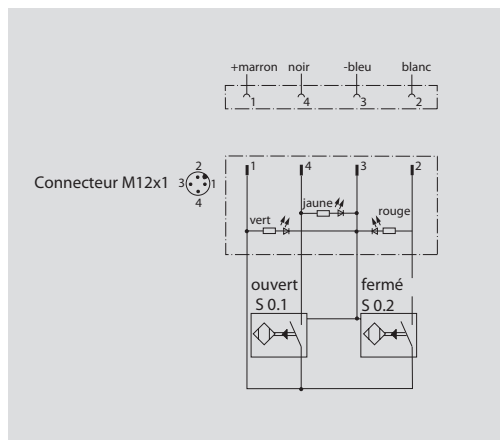 +marron noir -bleu blanc
1 4 3 2
Connecteur M12x1
2
3 1
4
1 4 3 2
jaune
vert rouge
ouvert fermé
S 0.1 S 0.2